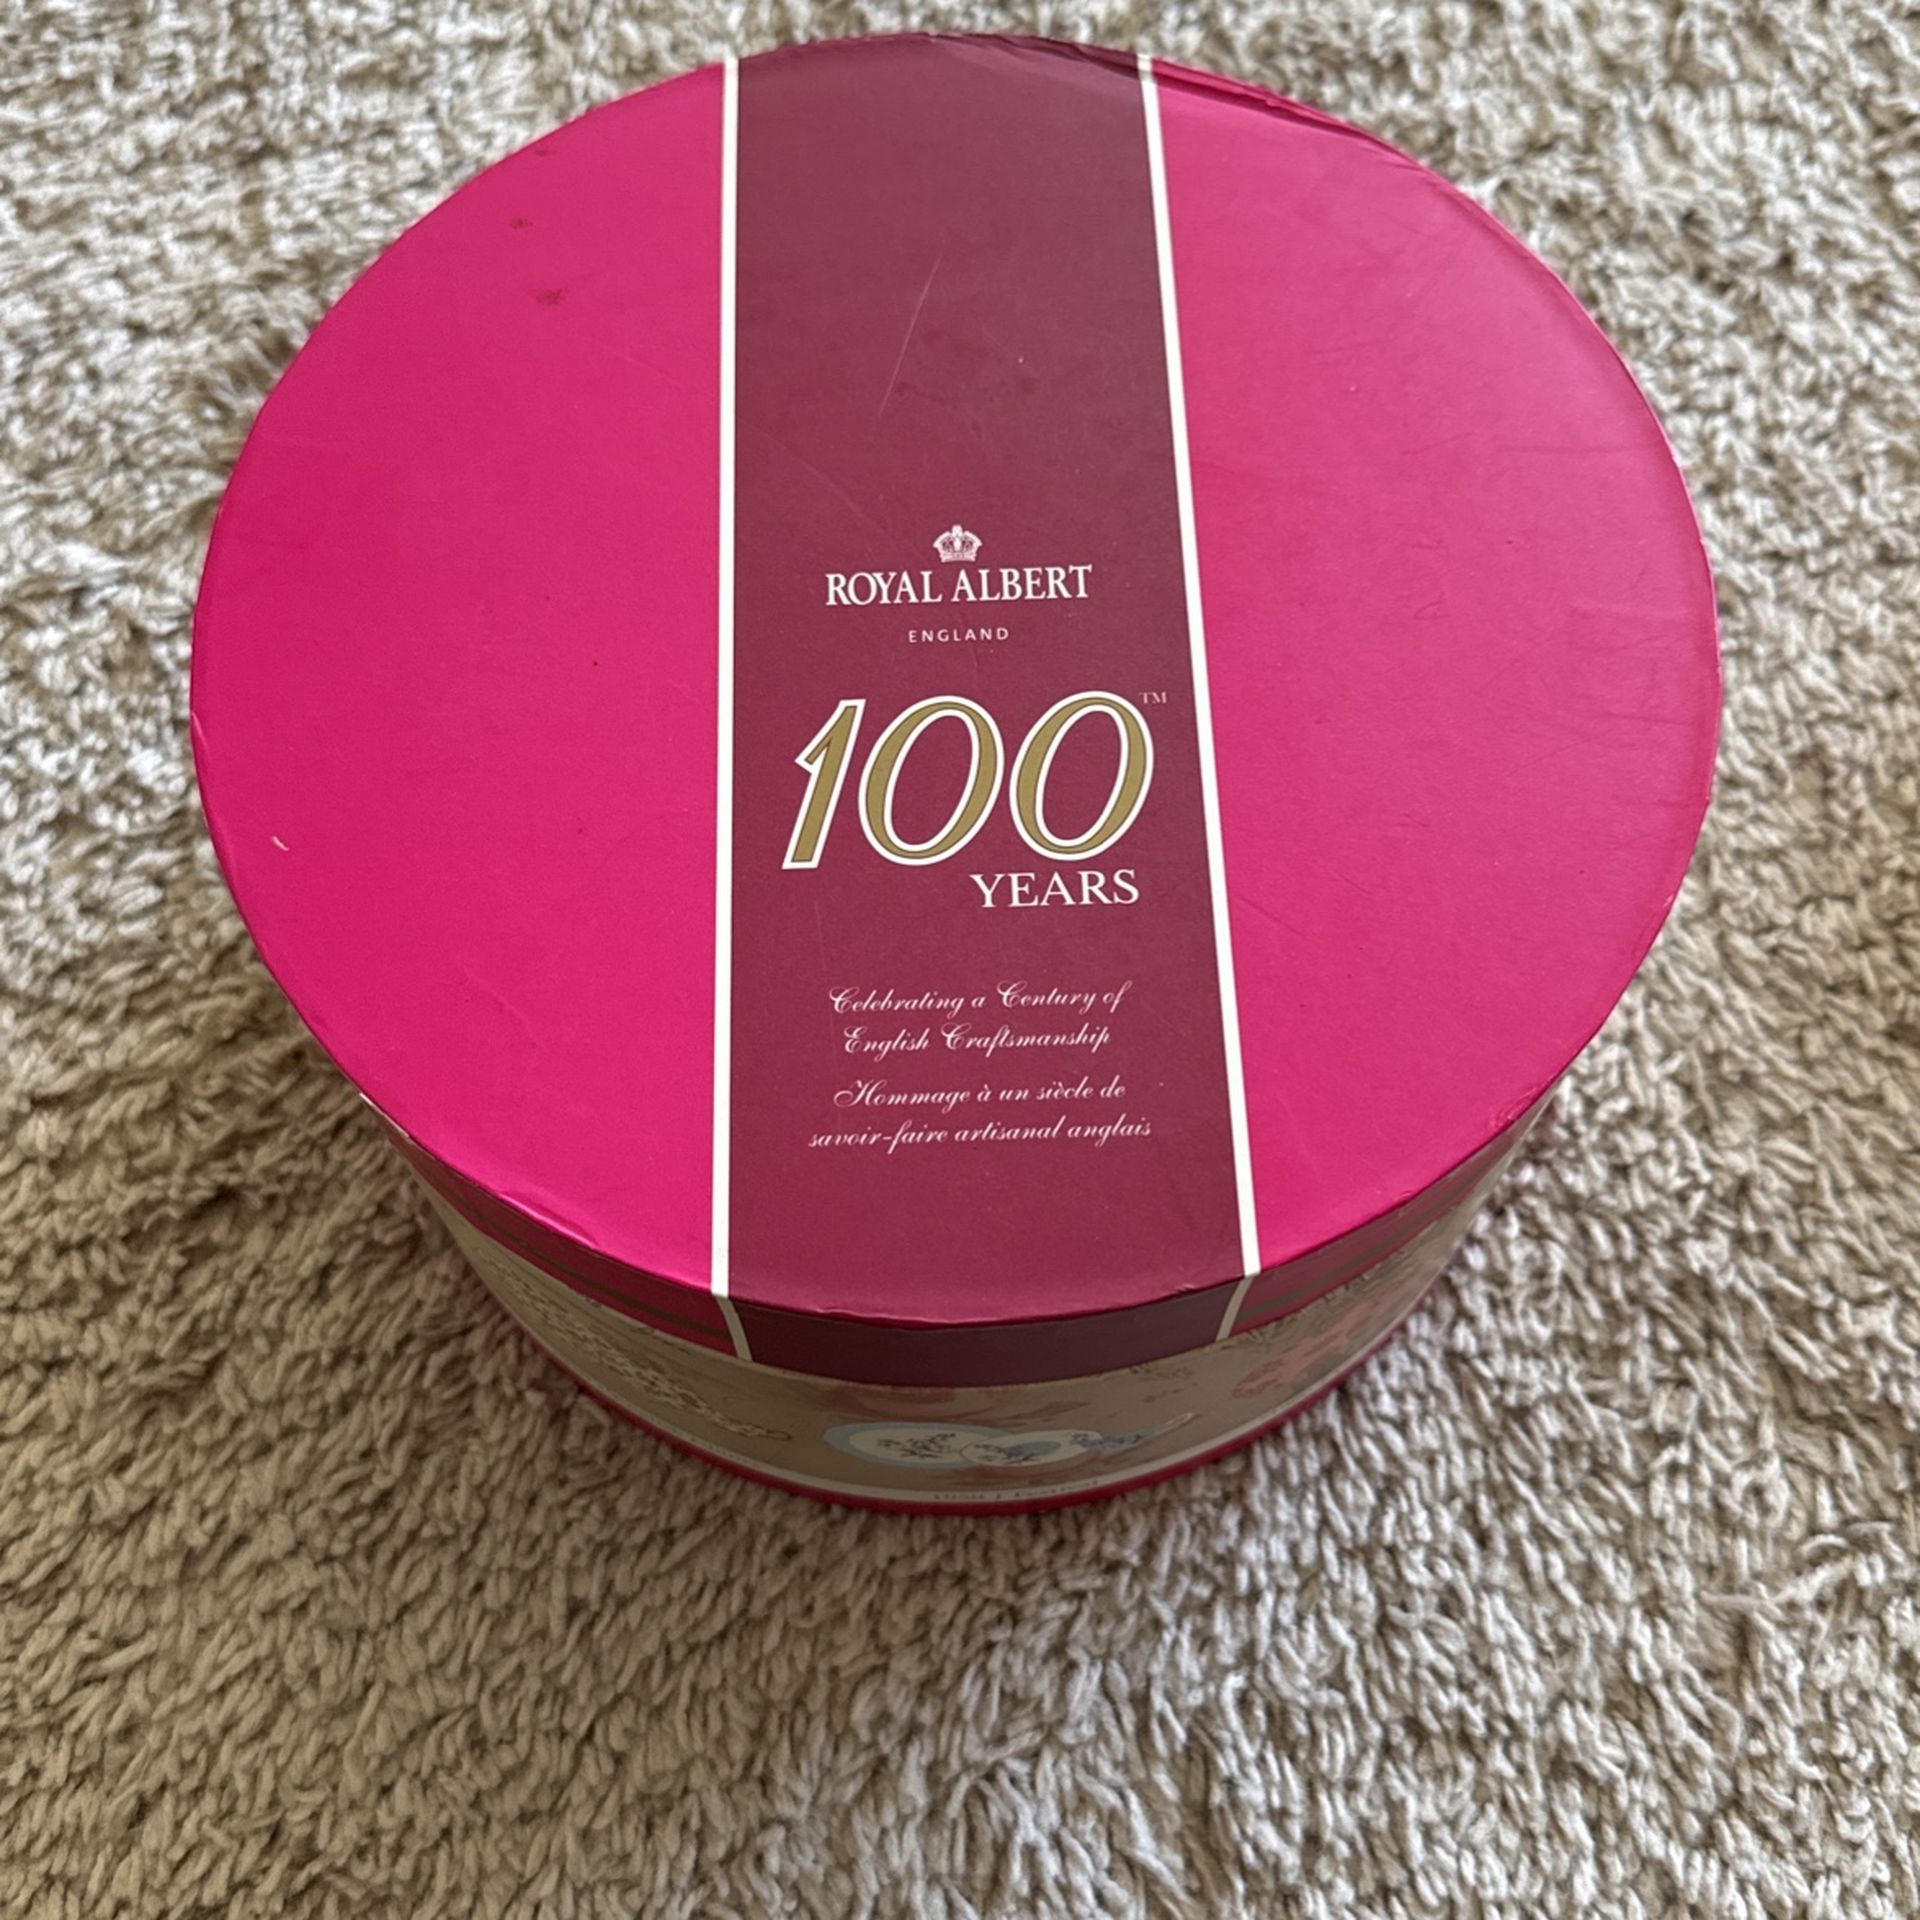 ROYAL ALBERT
ENGLAND
100™
YEARS
Celebrating a Century of
English Craftsmanship
Hommage à un siècle de
savoir-faire artisanal anglais